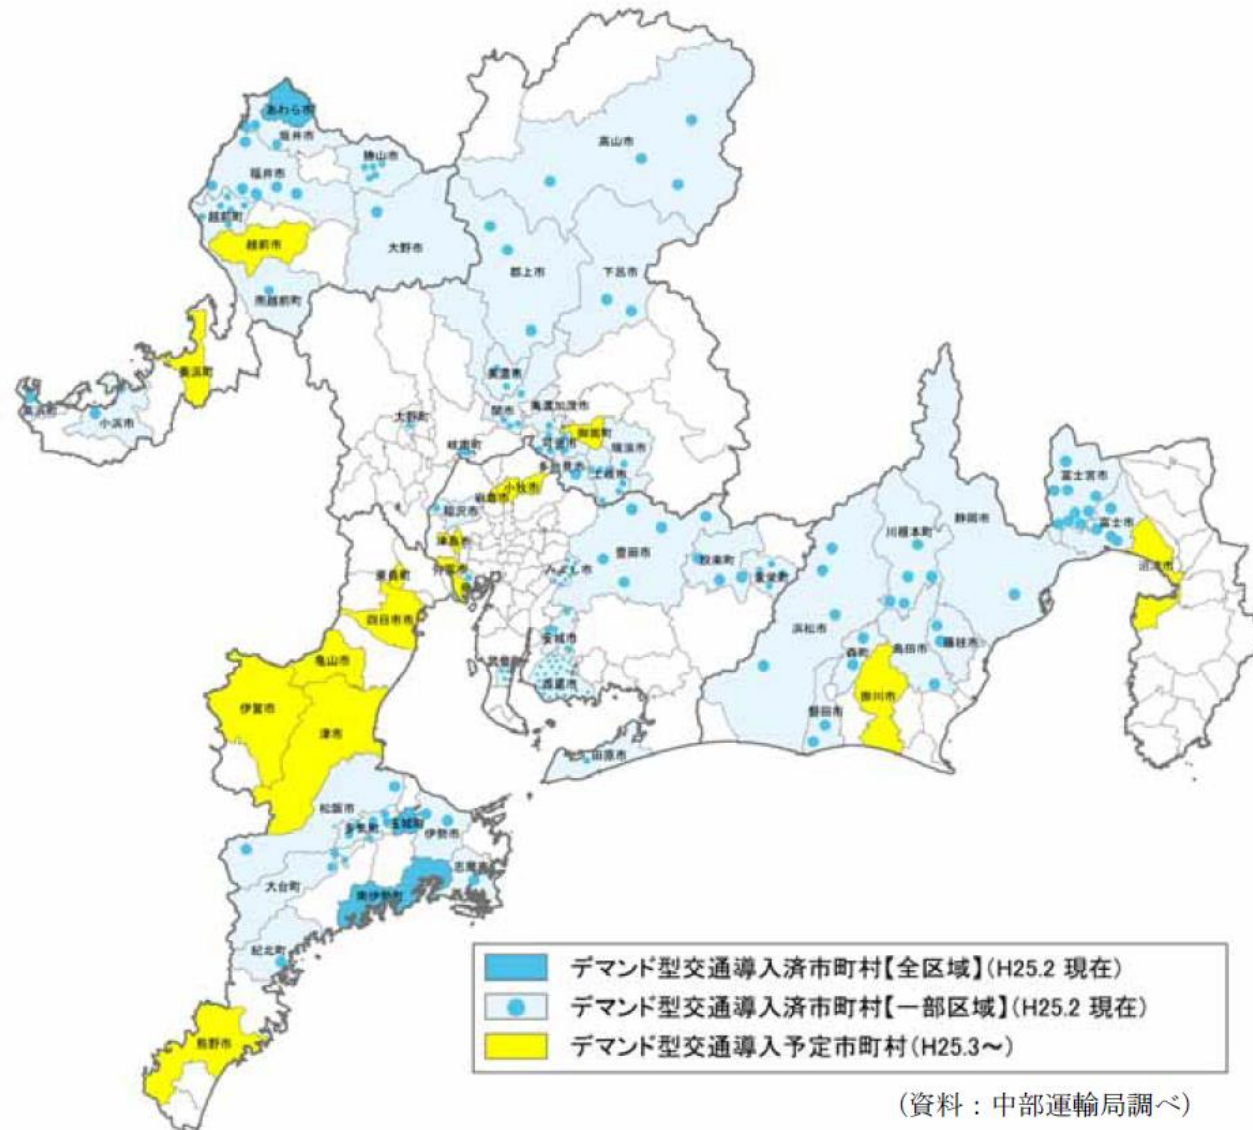 あわら市
坂井市
勝山市
高山市
福井市
越前町
越前市
大野市
郡上市
下呂市
南越前町
美浜町
高浜町
小浜市
美濃市
大野町
関市
美濃加茂市
御嵩町
可児市
瑞浪市
岐南町
多治見市
土岐市
小牧市
岩倉市
稲沢市
富士宮市
静岡市
川根本町
富士市
津島市
豊田市
設楽町
沼津市
弥富市
みよし市
東栄町
東員町
四日市市
浜松市
安城市
藤枝市
森町
島田市
亀山市
武豊町
西尾市
掛川市
伊賀市
津市
磐田市
田原市
松阪市
多気町
玉城町
伊勢市
志摩市
大台町
南伊勢町
紀北町
熊野市
デマンド型交通導入済市町村【全区域】(H25.2 現在)
デマンド型交通導入済市町村【一部区域】(H25.2 現在)
デマンド型交通導入予定市町村(H25.3～)
(資料：中部運輸局調べ)